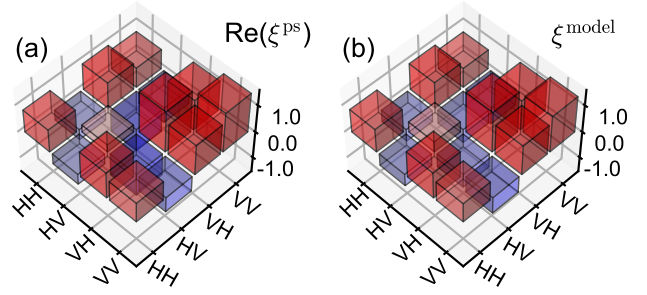 (a) Re(ξ^ps)
1.0
0.0
-1.0
HH
HV
VH
VV
HH
HV
VH
VV
(b) ξ^model
1.0
0.0
-1.0
HH
HV
VH
VV
HH
HV
VH
VV